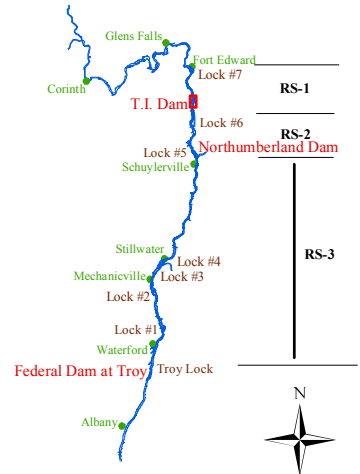 Glens Falls
Fort Edward
Lock #7
Corinth
RS-1
T.I. Dam
Lock #6
RS-2
Northumberland Dam
Lock #5
Schuylerville
Stillwater
Lock #4
RS-3
Mechanicville
Lock #3
Lock #2
Lock #1
Waterford
Federal Dam at Troy
Troy Lock
N
Albany